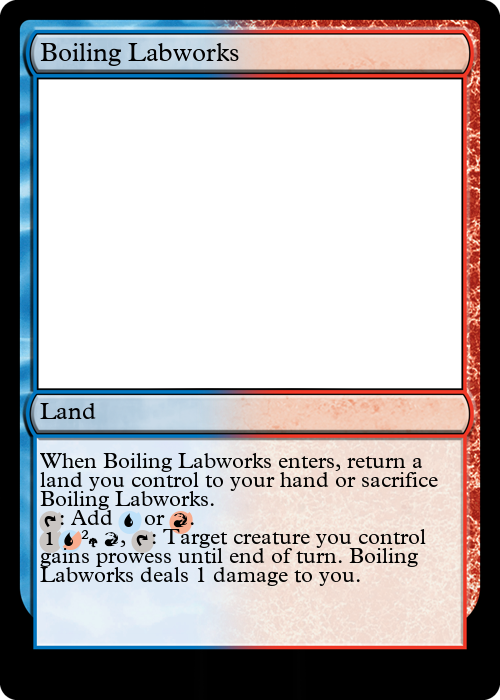 Boiling Labworks
Land
When Boiling Labworks enters, return a
land you control to your hand or sacrifice
Boiling Labworks.
: Add or .
1 2 , : Target creature you control
gains prowess until end of turn. Boiling
Labworks deals 1 damage to you.